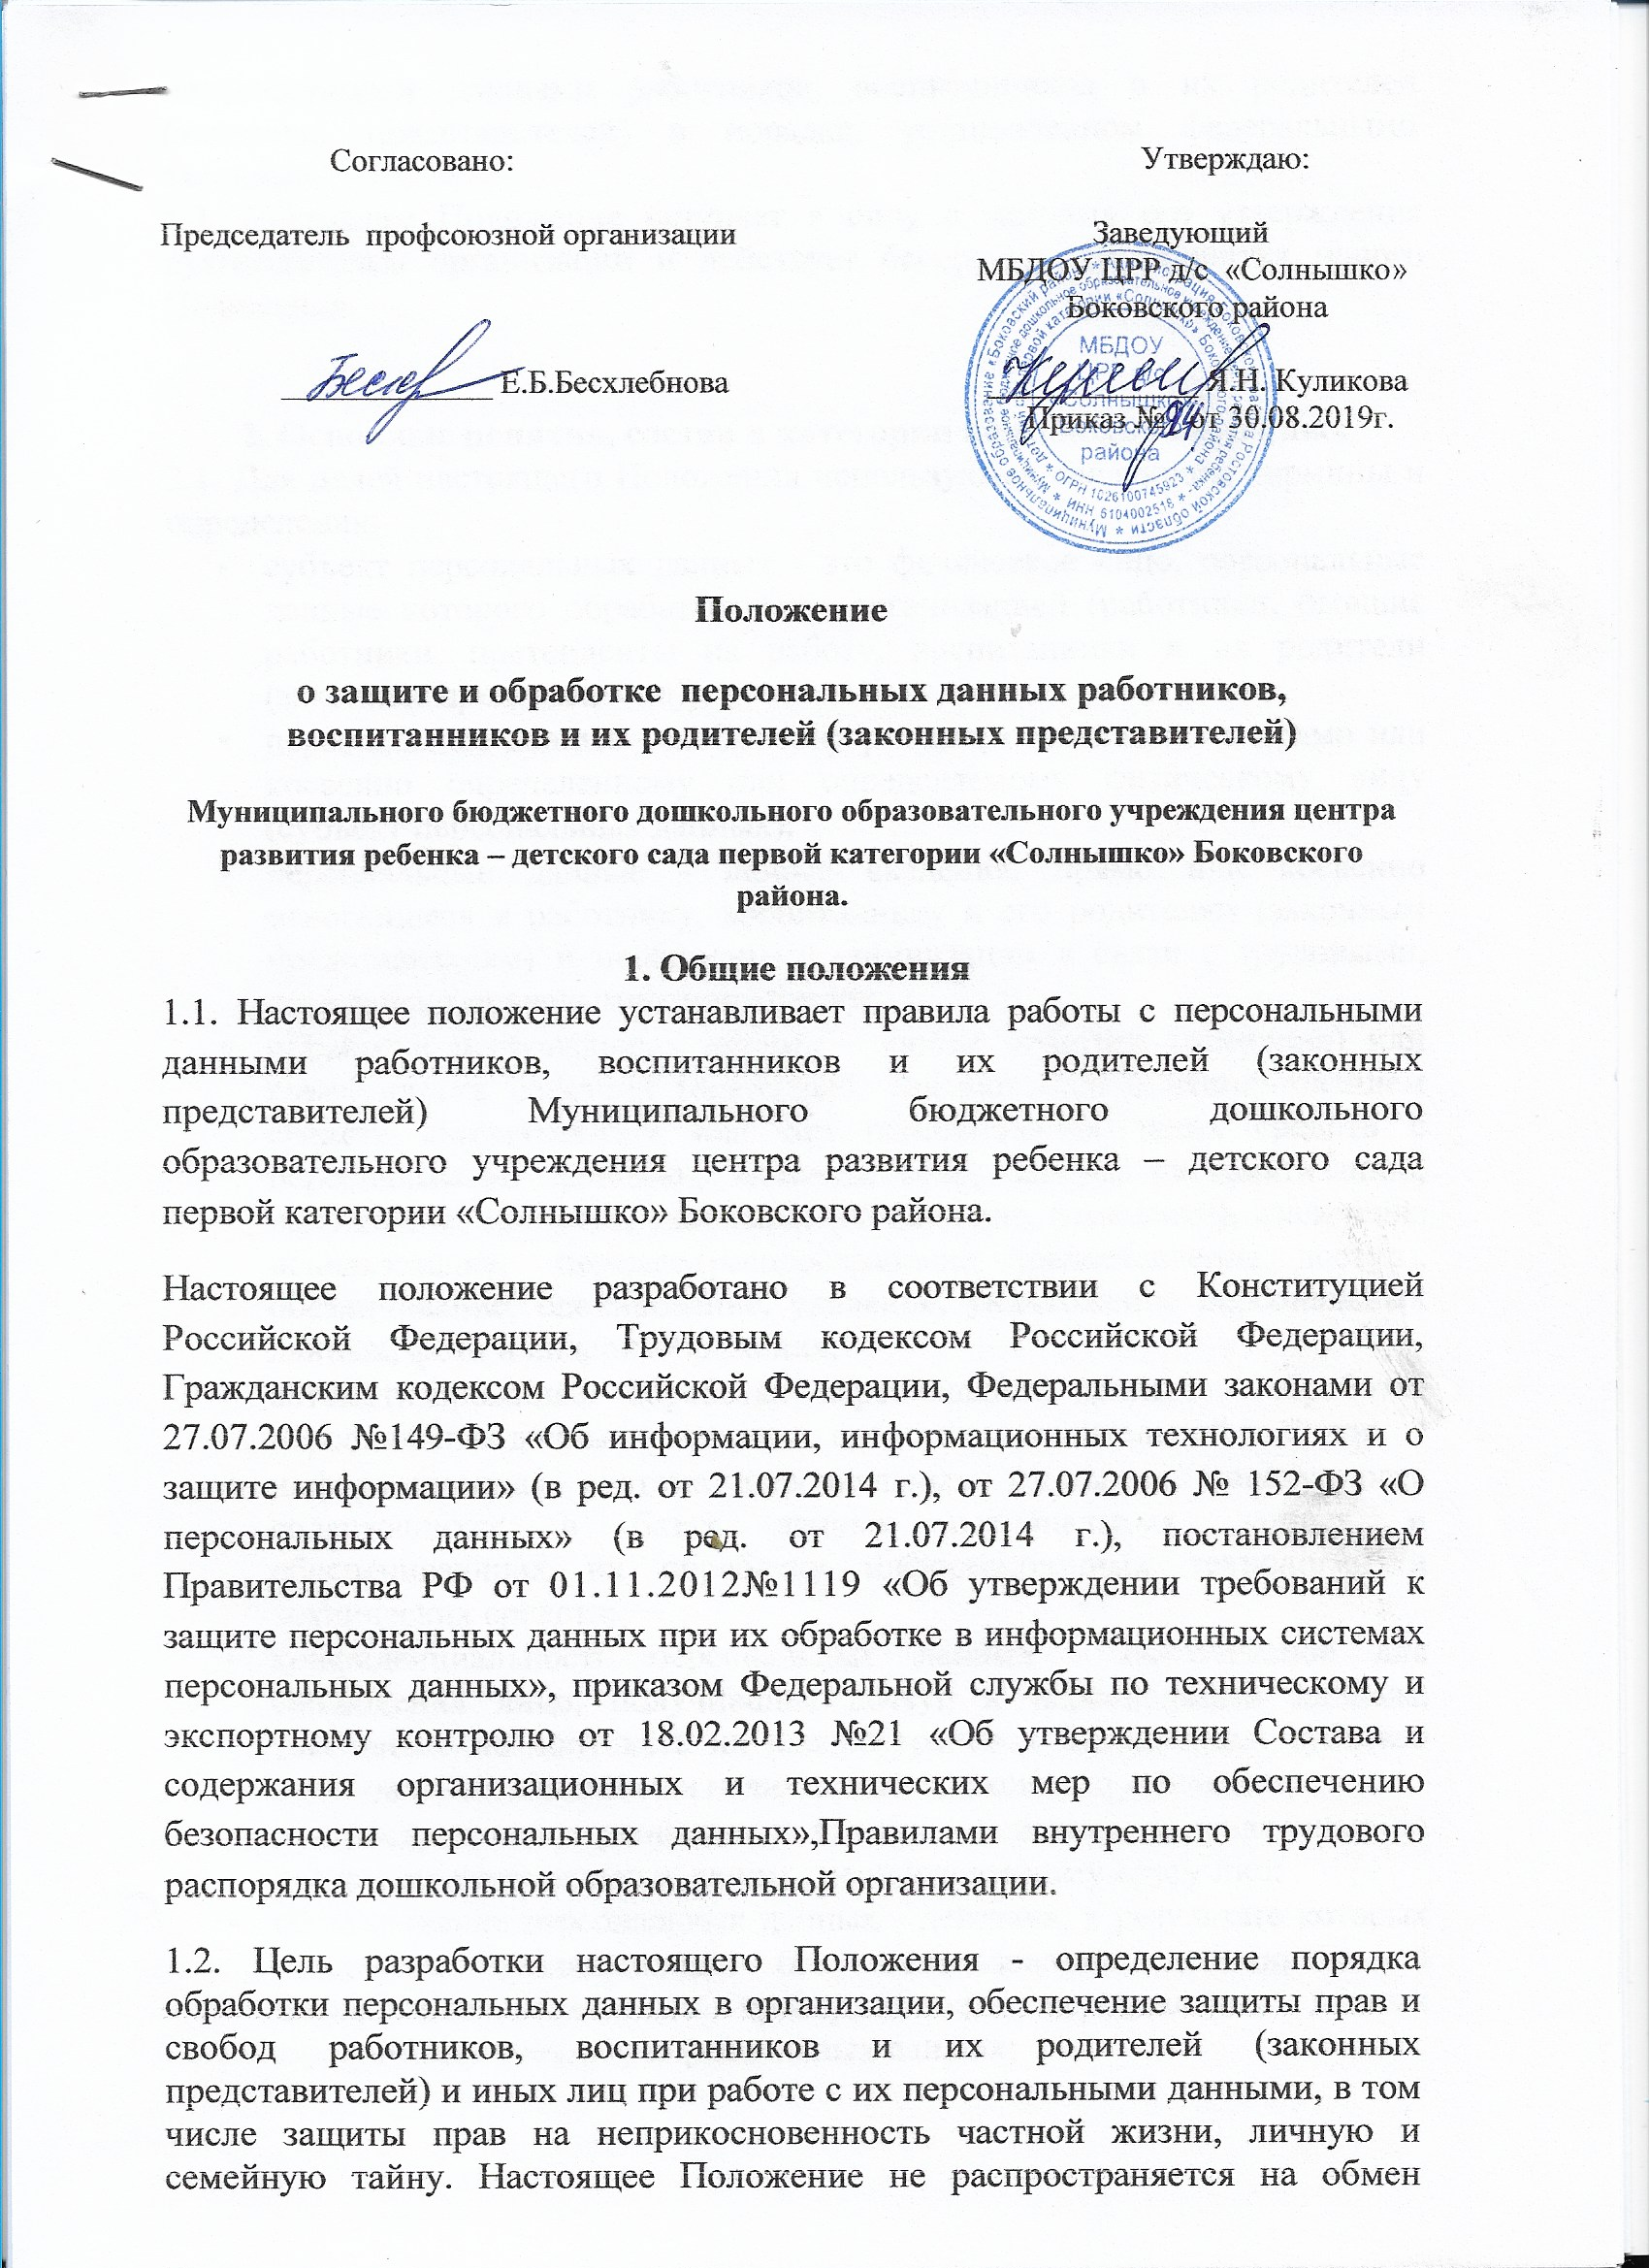 Согласовано:
Утверждаю:
Председатель профсоюзной организации
Заведующий
МБДОУ ЦРР д/с «Солнышко»
Боковского района
Е.Б.Бесхлебнова
Я.Н. Куликова
Приказ № 94 от 30.08.2019г.
МБДОУ
ЦРР д/с
«Солнышко»
Боковского
района
ОГРН 1026100745923
ИНН 6104002518
Положение
о защите и обработке персональных данных работников,
воспитанников и их родителей (законных представителей)
Муниципального бюджетного дошкольного образовательного учреждения центра
развития ребенка – детского сада первой категории «Солнышко» Боковского
района.
1. Общие положения
1.1. Настоящее положение устанавливает правила работы с персональными
данными работников, воспитанников и их родителей (законных
представителей) Муниципального бюджетного дошкольного
образовательного учреждения центра развития ребенка – детского сада
первой категории «Солнышко» Боковского района.
Настоящее положение разработано в соответствии с Конституцией
Российской Федерации, Трудовым кодексом Российской Федерации,
Гражданским кодексом Российской Федерации, Федеральными законами от
27.07.2006 №149-ФЗ «Об информации, информационных технологиях и о
защите информации» (в ред. от 21.07.2014 г.), от 27.07.2006 № 152-ФЗ «О
персональных данных» (в ред. от 21.07.2014 г.), постановлением
Правительства РФ от 01.11.2012№1119 «Об утверждении требований к
защите персональных данных при их обработке в информационных системах
персональных данных», приказом Федеральной службы по техническому и
экспортному контролю от 18.02.2013 №21 «Об утверждении Состава и
содержания организационных и технических мер по обеспечению
безопасности персональных данных»,Правилами внутреннего трудового
распорядка дошкольной образовательной организации.
1.2. Цель разработки настоящего Положения - определение порядка
обработки персональных данных в организации, обеспечение защиты прав и
свобод работников, воспитанников и их родителей (законных
представителей) и иных лиц при работе с их персональными данными, в том
числе защиты прав на неприкосновенность частной жизни, личную и
семейную тайну. Настоящее Положение не распространяется на обмен